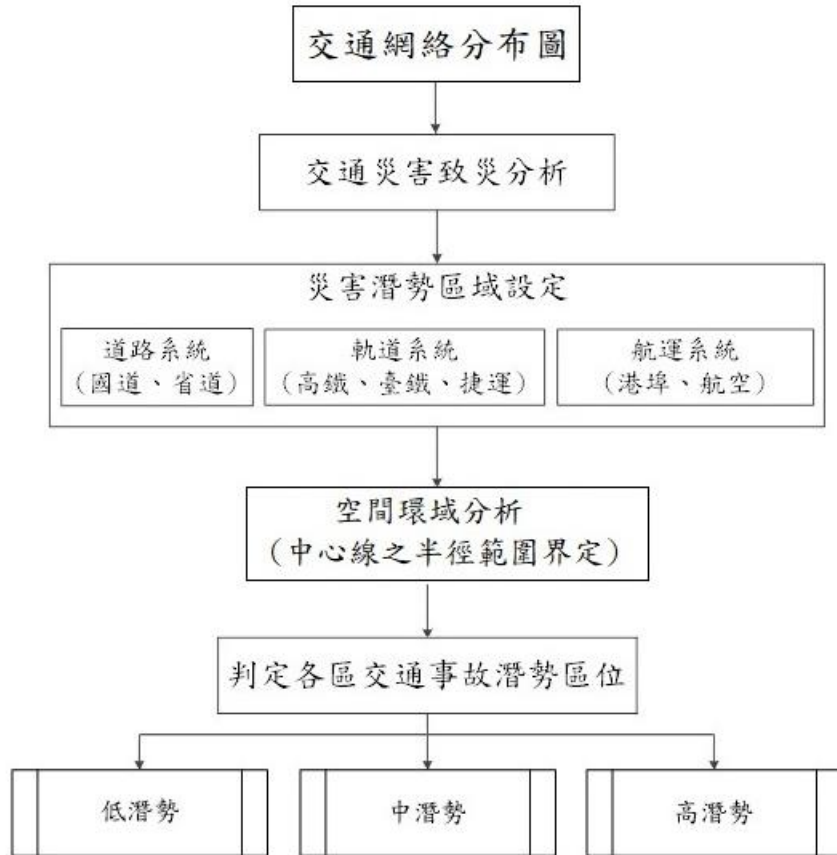 交通網絡分布圖
交通災害致災分析
災害潛勢區域設定
道路系統
(國道、省道)
軌道系統
(高鐵、臺鐵、捷運)
航運系統
(港埠、航空)
空間環域分析
(中心線之半徑範圍界定)
判定各區交通事故潛勢區位
低潛勢
中潛勢
高潛勢